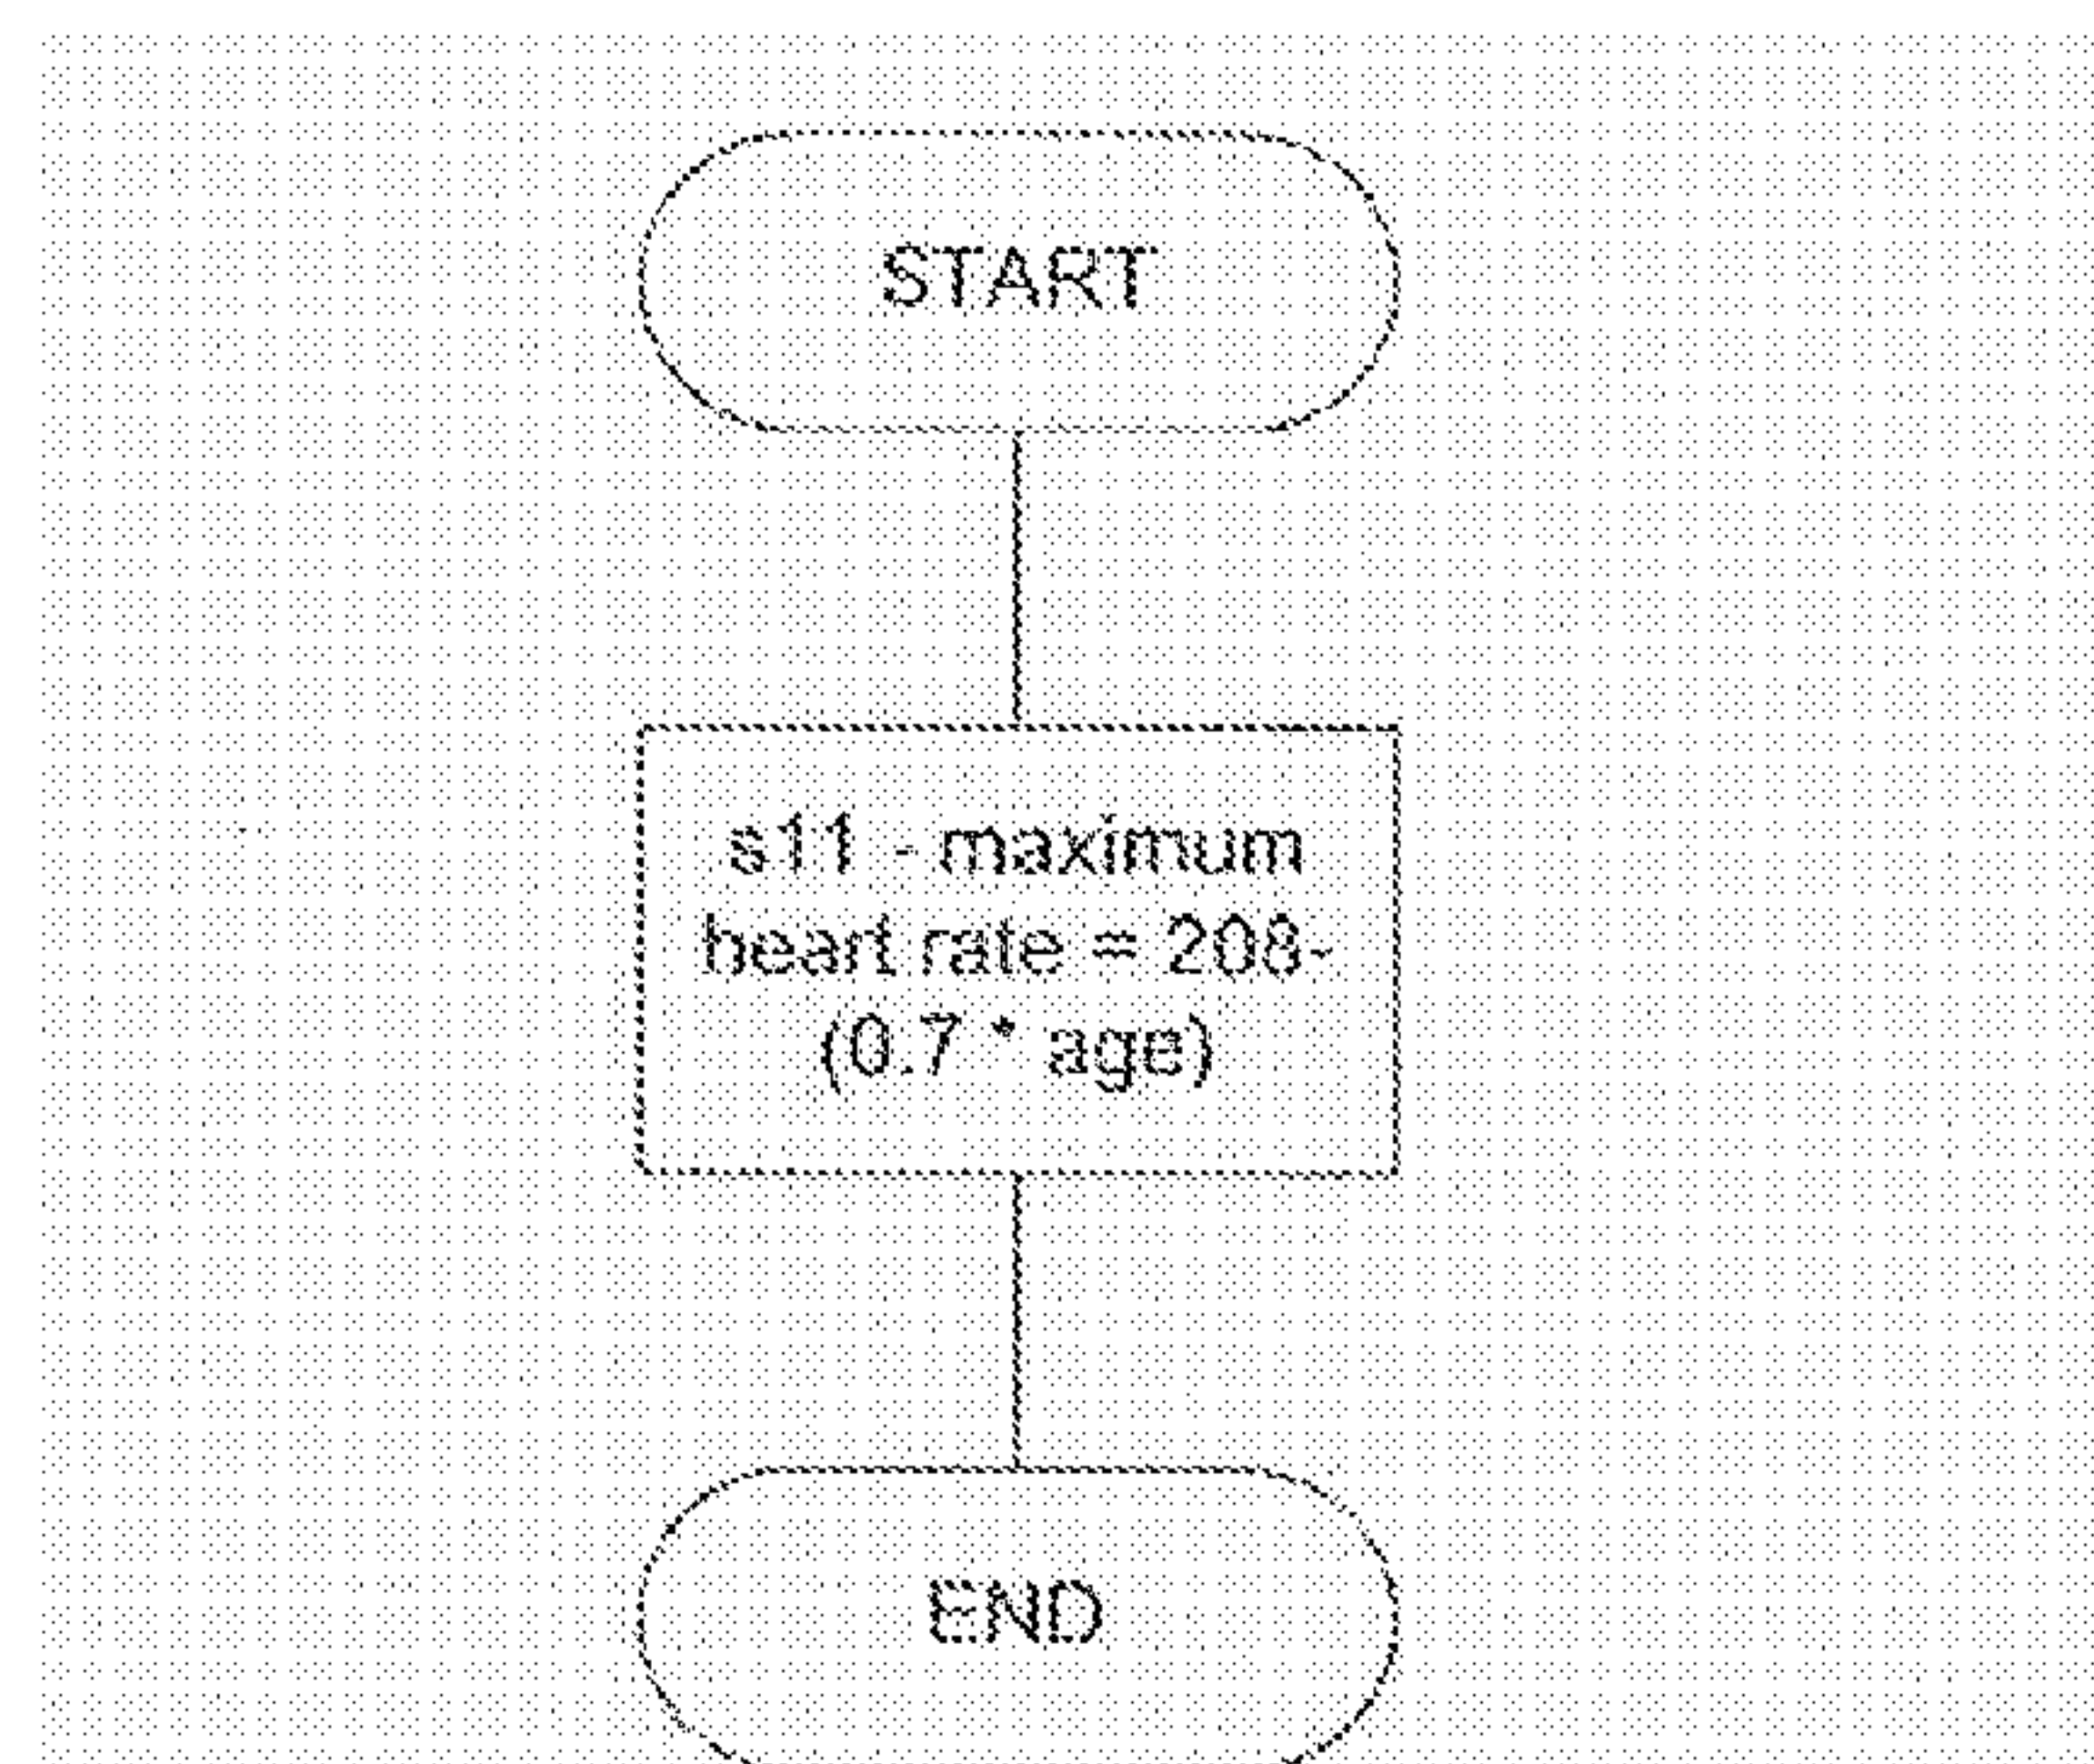 START
s11 - maximum
heart rate = 208-
(0.7 * age)
END